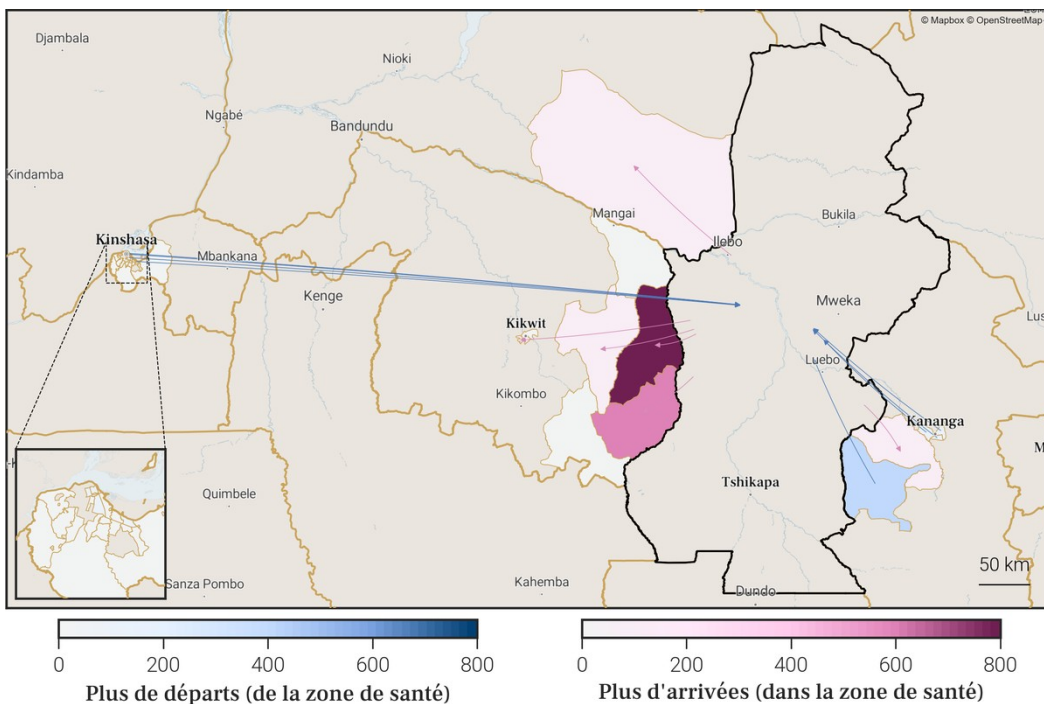 © Mapbox © OpenStreetMap
Djambala
Nioki
Ngabé
Bandundu
Kindamba
Mangai
Bukila
Kinshasa
Ilebo
Mbankana
Kenge
Mweka
Lus
Kikwit
Luebo
Kikombo
Kananga
M
Tshikapa
Quimbele
50 km
Sanza Pombo
Kahemba
Dundo
0 200 400 600 800
0 200 400 600 800
Plus de départs (de la zone de santé)
Plus d'arrivées (dans la zone de santé)